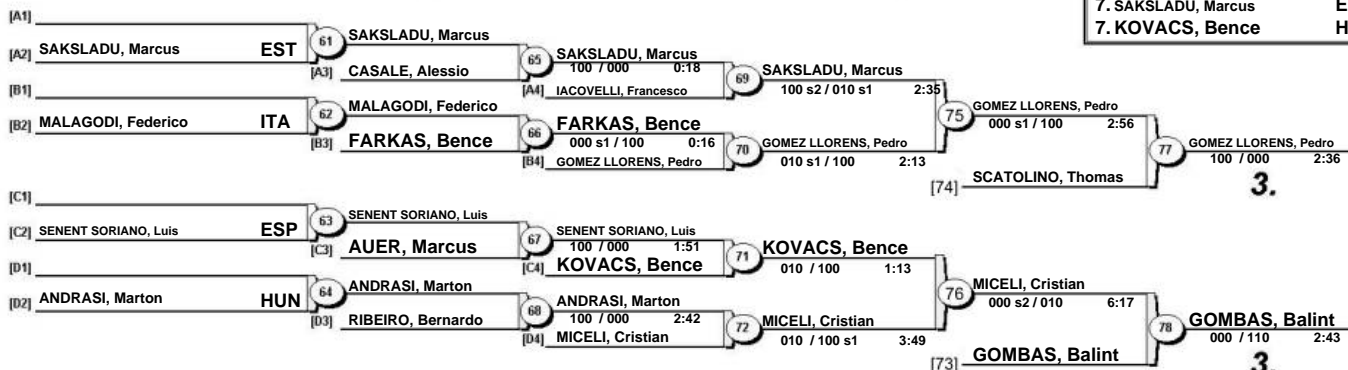 7. SAKSLADU, Marcus E
7. KOVACS, Bence H
[A1]
[A2] SAKSLADU, Marcus EST
61 SAKSLADU, Marcus
[A3] CASALE, Alessio
65 SAKSLADU, Marcus
100 / 000 0:18
[A4] IACOVELLI, Francesco
69 SAKSLADU, Marcus
100 s2 / 010 s1 2:35
[B1]
[B2] MALAGODI, Federico ITA
62 MALAGODI, Federico
[B3] FARKAS, Bence
66 FARKAS, Bence
000 s1 / 100 0:16
[B4] GOMEZ LLORENS, Pedro
70 GOMEZ LLORENS, Pedro
010 s1 / 100 2:13
75 GOMEZ LLORENS, Pedro
000 s1 / 100 2:56
[74] SCATOLINO, Thomas
77 GOMEZ LLORENS, Pedro
100 / 000 2:36
3.
[C1]
[C2] SENENT SORIANO, Luis ESP
63 SENENT SORIANO, Luis
[C3] AUER, Marcus
67 SENENT SORIANO, Luis
100 / 000 1:51
[C4] KOVACS, Bence
71 KOVACS, Bence
010 / 100 1:13
[D1]
[D2] ANDRASI, Marton HUN
64 ANDRASI, Marton
[D3] RIBEIRO, Bernardo
68 ANDRASI, Marton
100 / 000 2:42
[D4] MICELI, Cristian
72 MICELI, Cristian
010 / 100 s1 3:49
76 MICELI, Cristian
000 s2 / 010 6:17
[73] GOMBAS, Balint
78 GOMBAS, Balint
000 / 110 2:43
3.